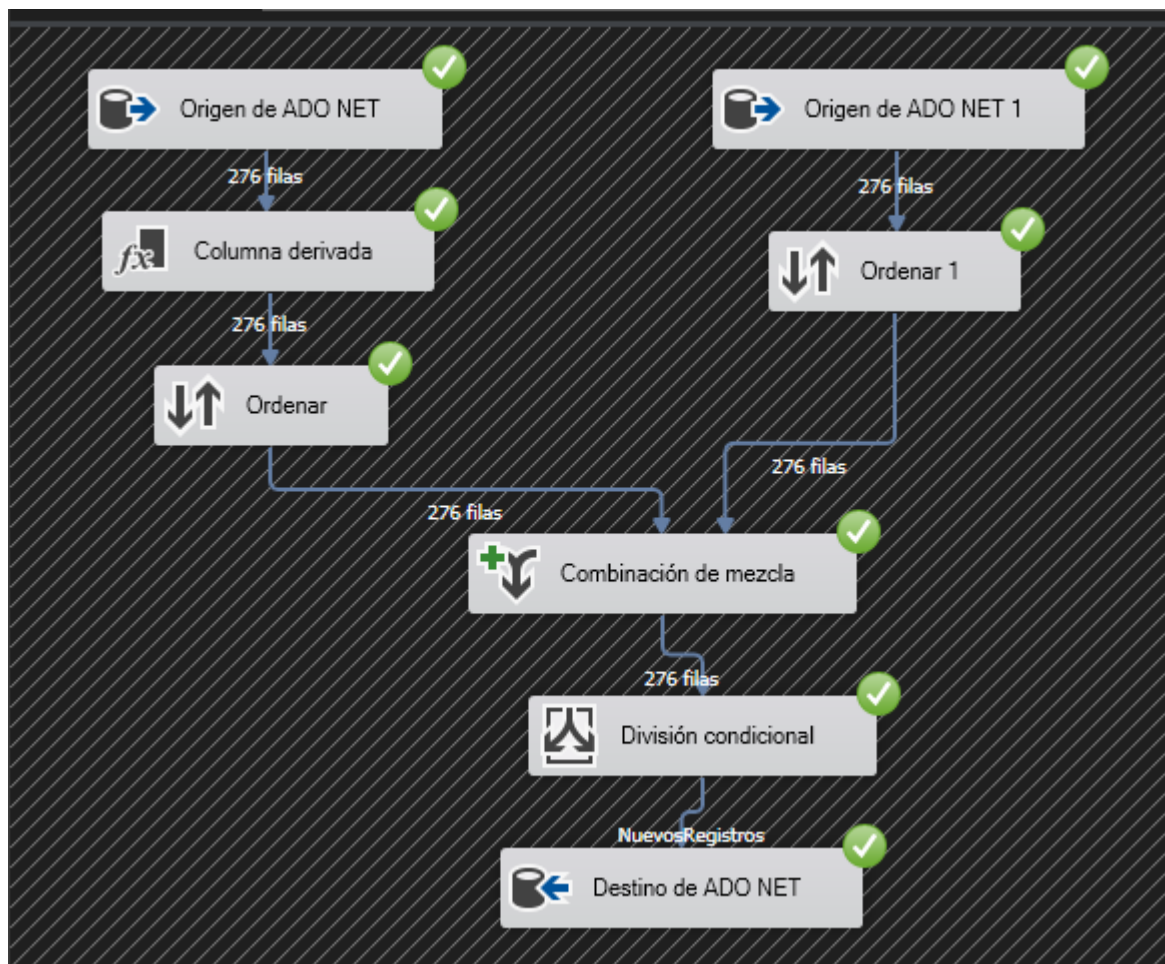 Origen de ADO NET
Origen de ADO NET 1
276 filas
276 filas
Columna derivada
Ordenar 1
276 filas
Ordenar
276 filas
276 filas
Combinación de mezcla
276 filas
División condicional
NuevosRegistros
Destino de ADO NET